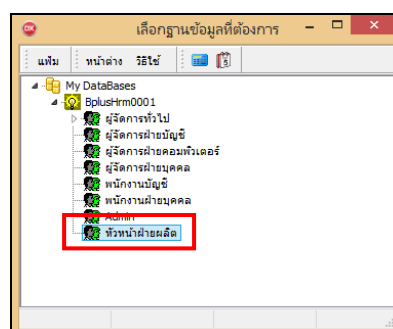 เลือกฐานข้อมูลที่ต้องการ
แฟ้ม หน้าต่าง วิธีใช้
My DataBases
BplusHrm0001
ผู้จัดการทั่วไป
ผู้จัดการฝ่ายบัญชี
ผู้จัดการฝ่ายคอมพิวเตอร์
ผู้จัดการฝ่ายบุคคล
พนักงานบัญชี
พนักงานฝ่ายบุคคล
Admin
หัวหน้าฝ่ายผลิต